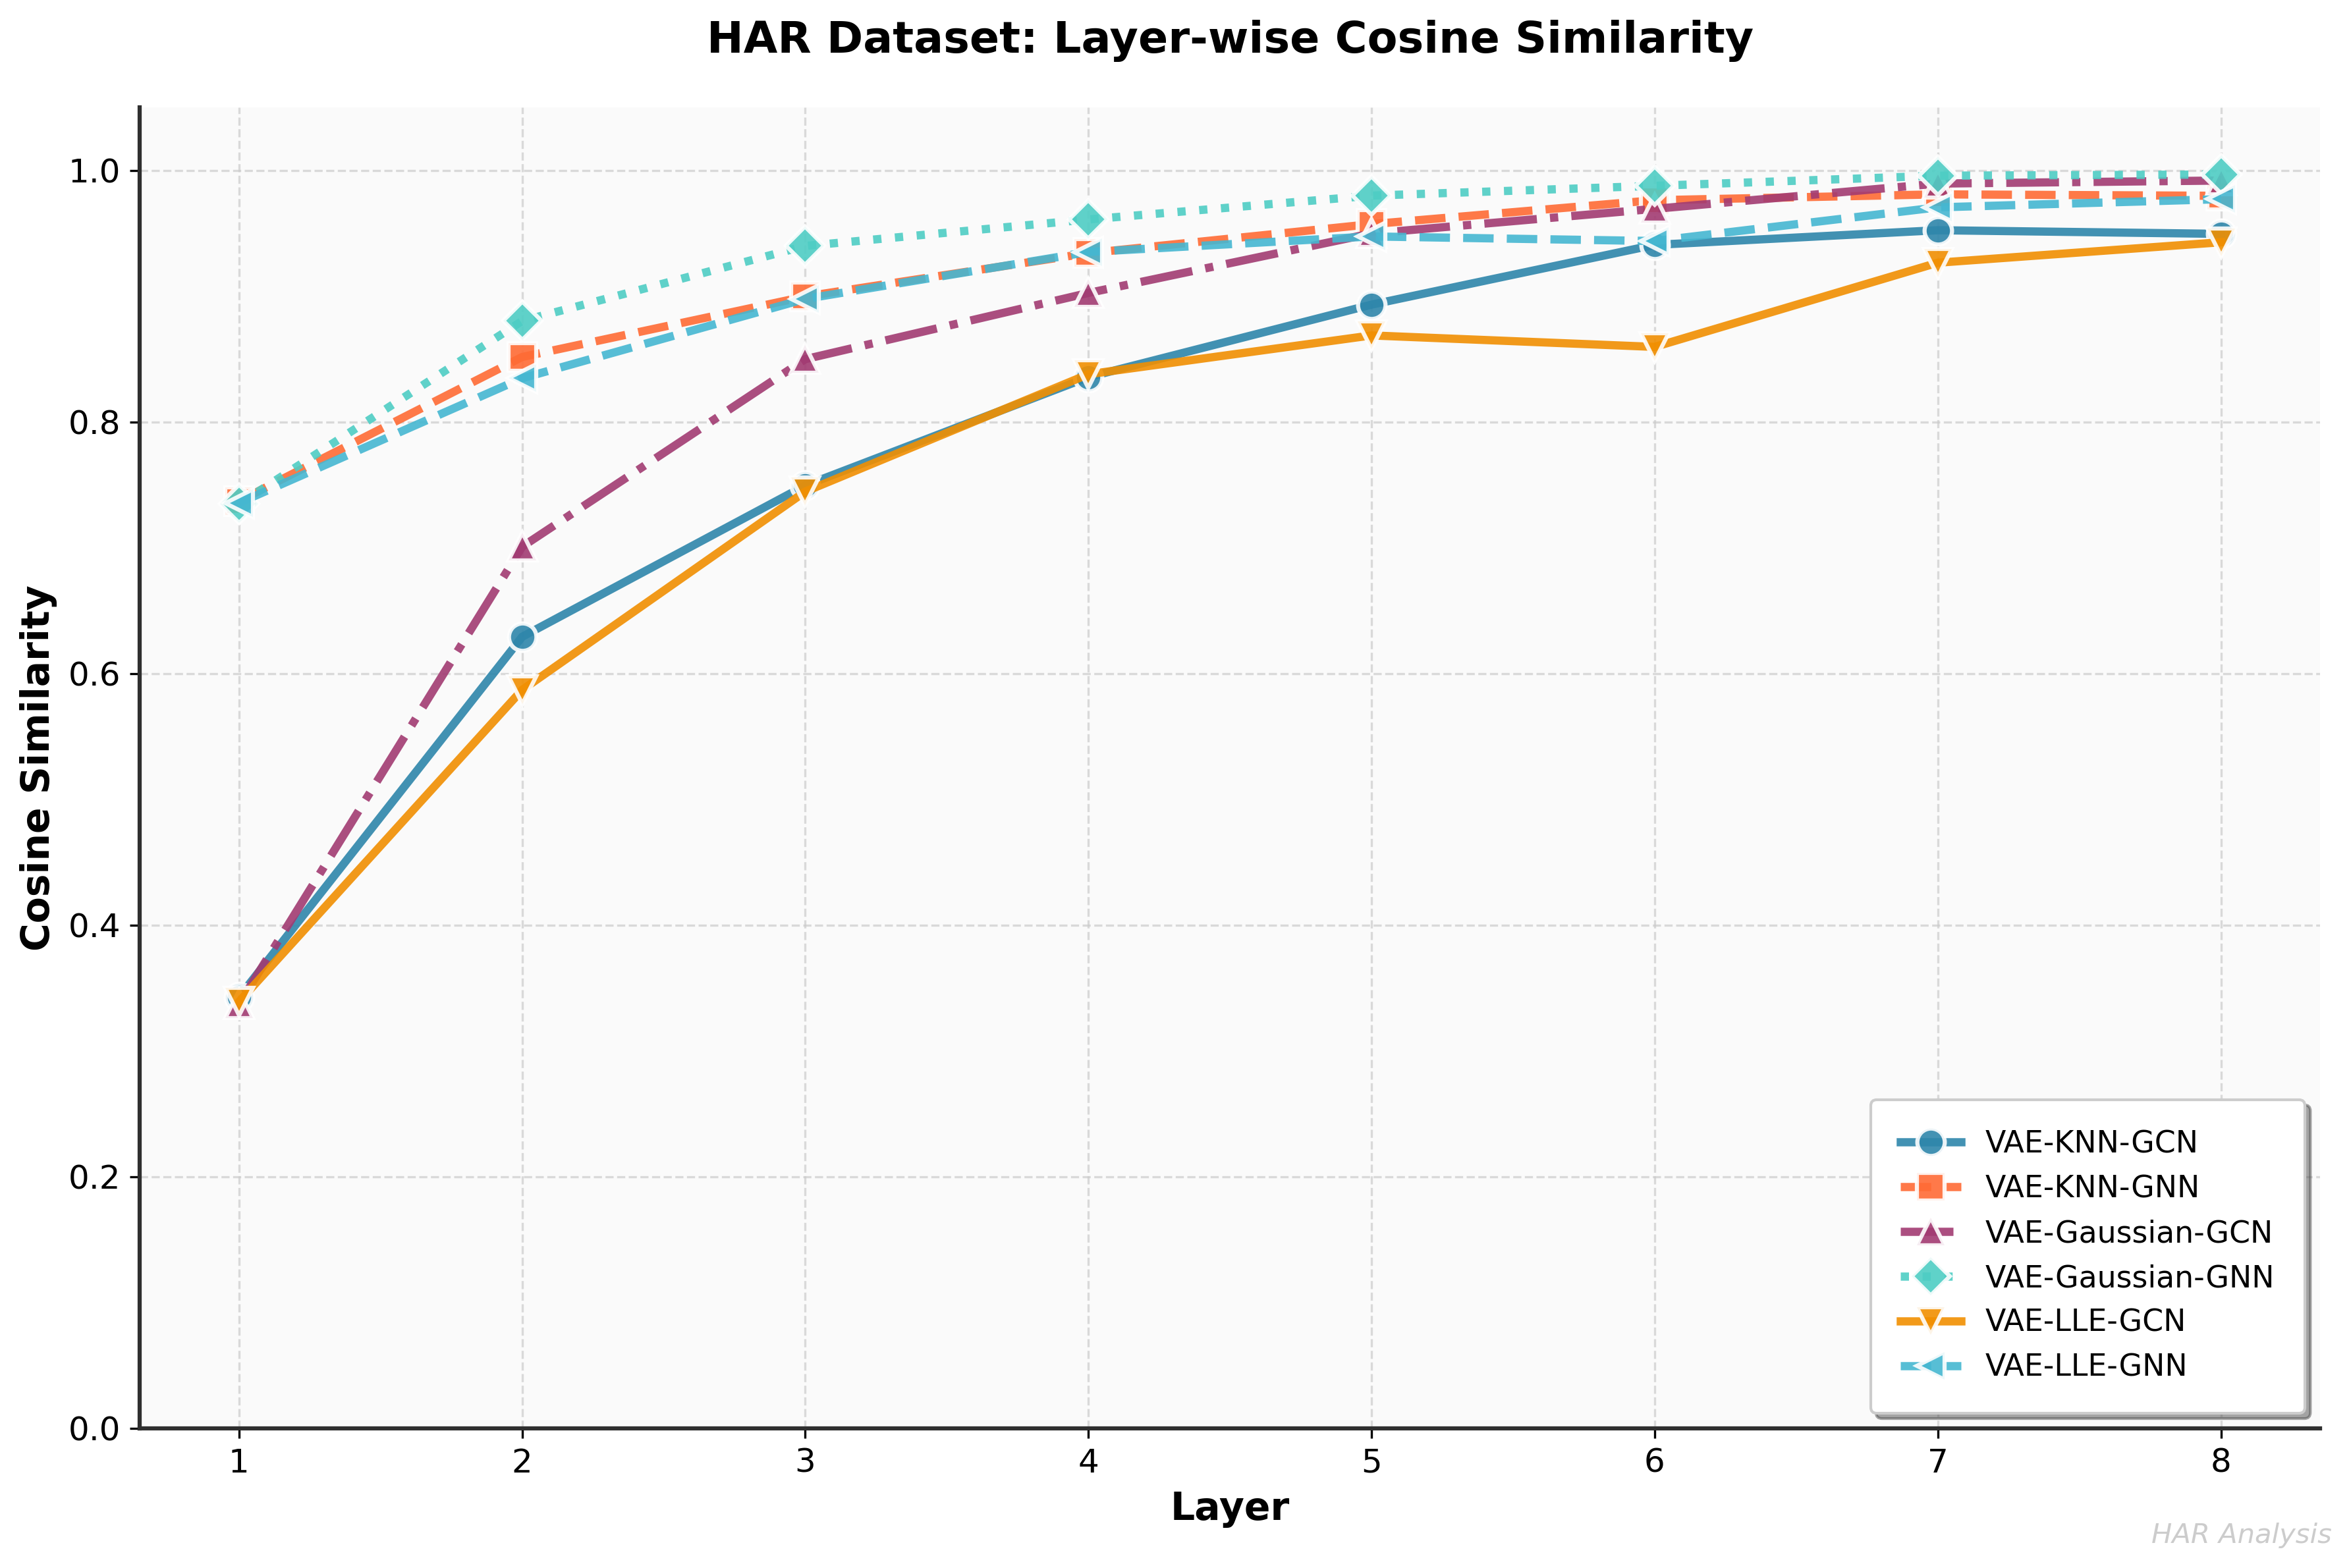 HAR Dataset: Layer-wise Cosine Similarity
Cosine Similarity
1.0
0.8
0.6
0.4
0.2
0.0
1 2 3 4 5 6 7 8
Layer
VAE-KNN-GCN
VAE-KNN-GNN
VAE-Gaussian-GCN
VAE-Gaussian-GNN
VAE-LLE-GCN
VAE-LLE-GNN
HAR Analysis